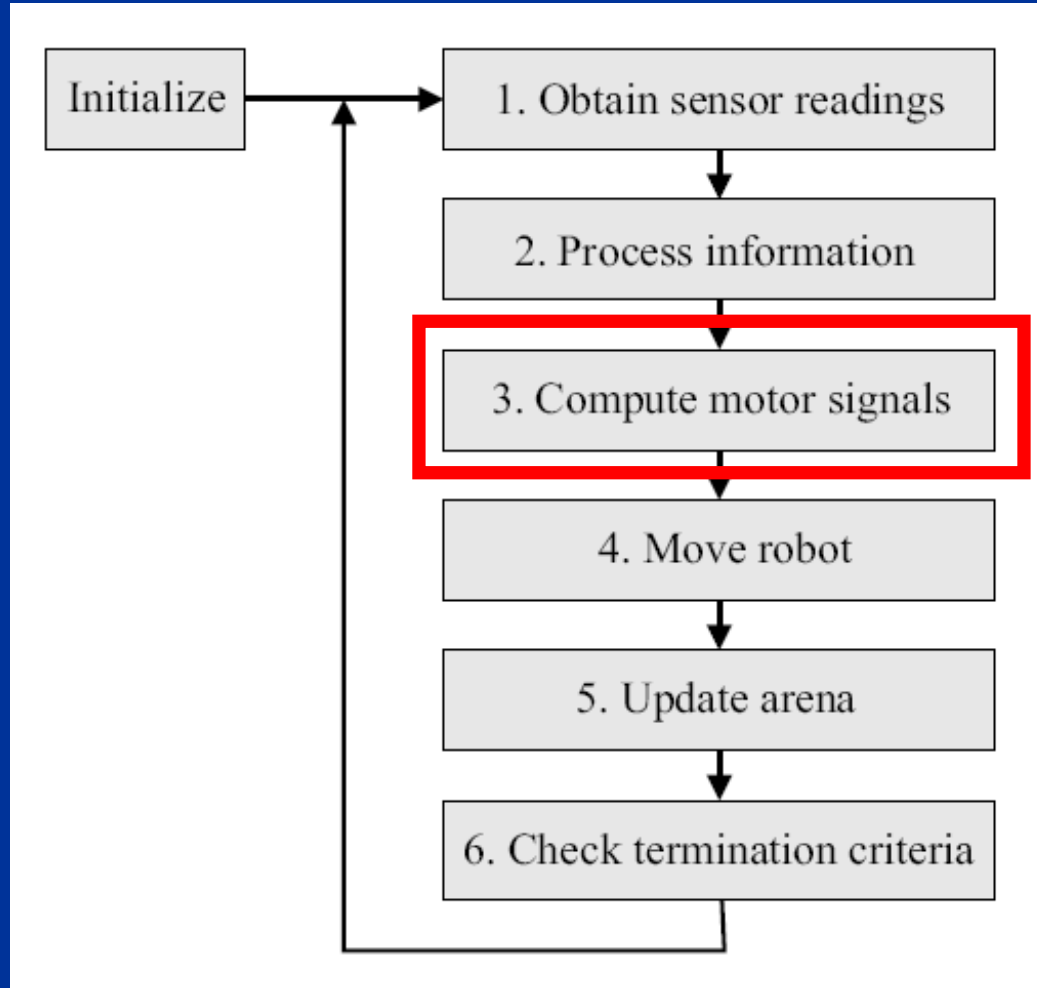 Initialize
1. Obtain sensor readings
2. Process information
3. Compute motor signals
4. Move robot
5. Update arena
6. Check termination criteria